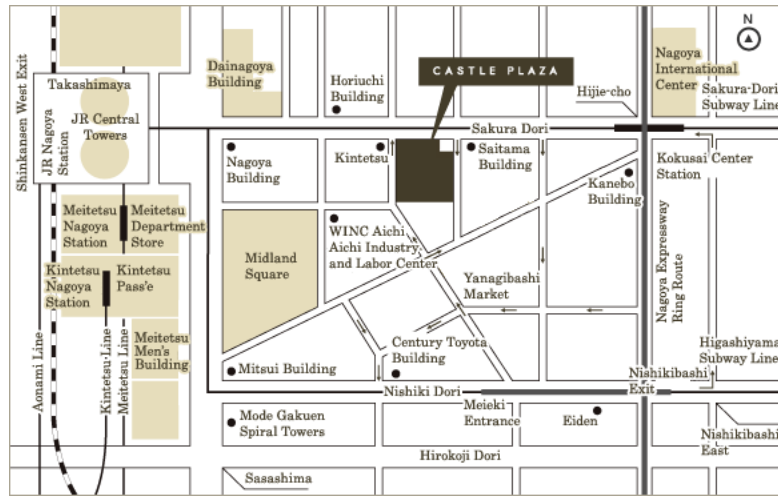 N
Dainagoya
Building
Horiuchi
Building
CASTLE PLAZA
Hijie-cho
Nagoya
International
Center
Sakura-Dori
Subway Line
Shinkansen West Exit
Takashimaya
JR Central
Towers
JR Nagoya
Station
Sakura Dori
Nagoya
Building
Kintetsu
Saitama
Building
Kanebo
Building
Kokusai Center
Station
Meitetsu
Nagoya
Station
Meitetsu
Department
Store
Midland
Square
WINC Aichi
Aichi Industry
and Labor Center
Yanagibashi
Market
Nagoya Expressway
Ring Route
Kintetsu
Nagoya
Station
Kintetsu
Pass'e
Meitetsu
Men's
Building
Aonami Line
Kintetsu-Line
Meitetsu Line
Mitsui Building
Century Toyota
Building
Higashiyama
Subway Line
Nishikibashi
Exit
Nishiki Dori
Mode Gakuen
Spiral Towers
Meieki
Entrance
Eiden
Nishikibashi
East
Hirokoji Dori
Sasashima